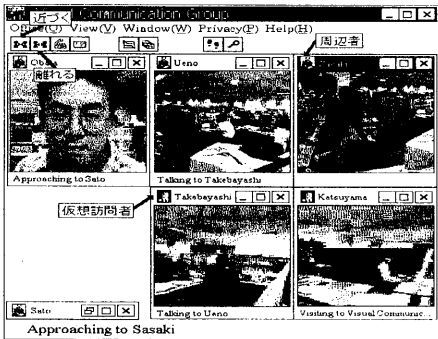 近づく
Communication Group
View(V) Window(W) Privacy(P) Help(H)
周辺者
離れる
Ueno
Approaching to Sato
Talking to Takebayashi
仮想訪問者
Takebayashi
Katsuyama
Talking to Ueno
Visiting to Visual Communic...
Sato
Approaching to Sasaki